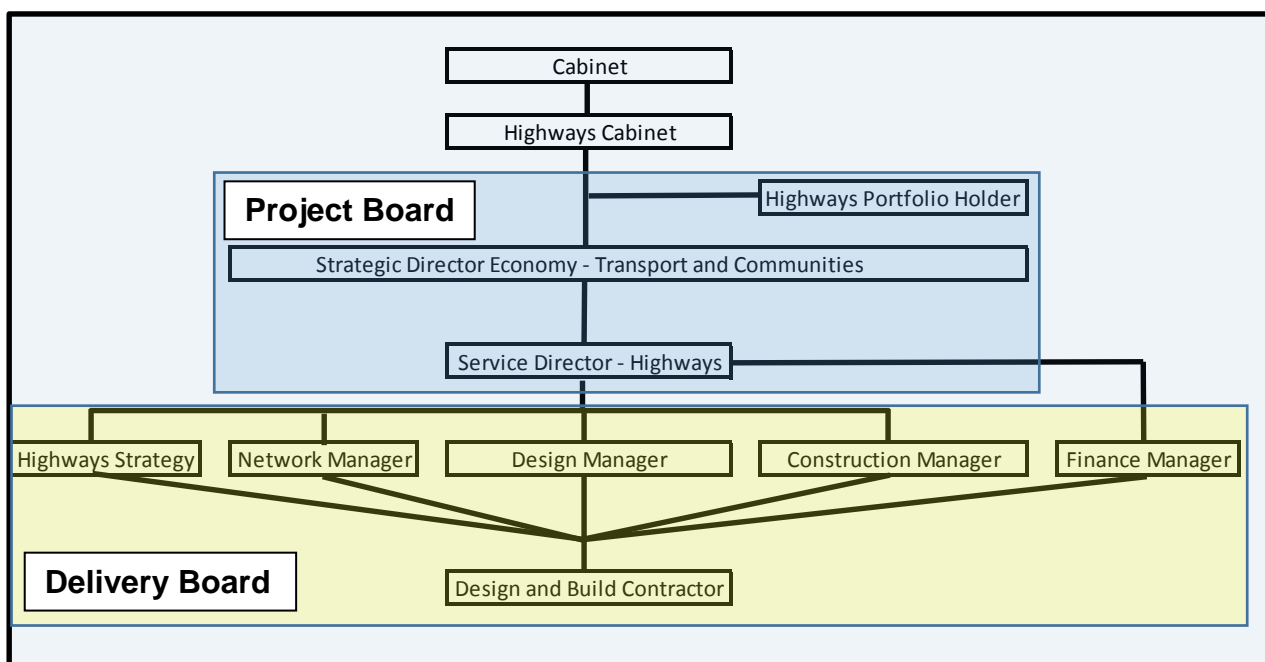 Cabinet
Highways Cabinet
Project Board
Highways Portfolio Holder
Strategic Director Economy - Transport and Communities
Service Director - Highways
Highways Strategy
Network Manager
Design Manager
Construction Manager
Finance Manager
Delivery Board
Design and Build Contractor